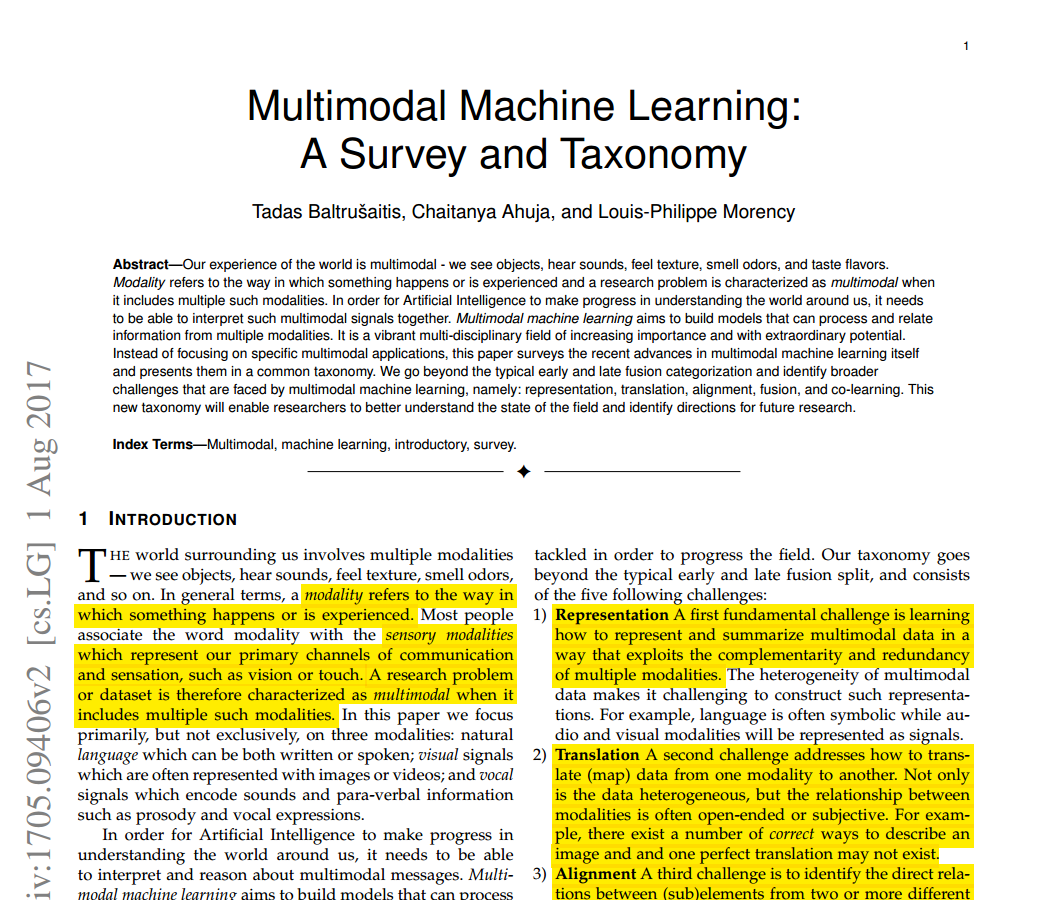 1
Multimodal Machine Learning:
A Survey and Taxonomy
Tadas Baltrušaitis, Chaitanya Ahuja, and Louis-Philippe Morency
Abstract—Our experience of the world is multimodal - we see objects, hear sounds, feel texture, smell odors, and taste flavors.
Modality refers to the way in which something happens or is experienced and a research problem is characterized as multimodal when
it includes multiple such modalities. In order for Artificial Intelligence to make progress in understanding the world around us, it needs
to be able to interpret such multimodal signals together. Multimodal machine learning aims to build models that can process and relate
information from multiple modalities. It is a vibrant multi-disciplinary field of increasing importance and with extraordinary potential.
Instead of focusing on specific multimodal applications, this paper surveys the recent advances in multimodal machine learning itself
and presents them in a common taxonomy. We go beyond the typical early and late fusion categorization and identify broader
challenges that are faced by multimodal machine learning, namely: representation, translation, alignment, fusion, and co-learning. This
new taxonomy will enable researchers to better understand the state of the field and identify directions for future research.
Index Terms—Multimodal, machine learning, introductory, survey.
iv:1705.09406v2 [cs.LG] 1 Aug 2017
1 INTRODUCTION
THE world surrounding us involves multiple modalities
— we see objects, hear sounds, feel texture, smell odors,
and so on. In general terms, a modality refers to the way in
which something happens or is experienced. Most people
associate the word modality with the sensory modalities
which represent our primary channels of communication
and sensation, such as vision or touch. A research problem
or dataset is therefore characterized as multimodal when it
includes multiple such modalities. In this paper we focus
primarily, but not exclusively, on three modalities: natural
language which can be both written or spoken; visual signals
which are often represented with images or videos; and vocal
signals which encode sounds and para-verbal information
such as prosody and vocal expressions.
In order for Artificial Intelligence to make progress in
understanding the world around us, it needs to be able
to interpret and reason about multimodal messages. Multi-
modal machine learning aims to build models that can process
tackled in order to progress the field. Our taxonomy goes
beyond the typical early and late fusion split, and consists
of the five following challenges:
1) Representation A first fundamental challenge is learning
how to represent and summarize multimodal data in a
way that exploits the complementarity and redundancy
of multiple modalities. The heterogeneity of multimodal
data makes it challenging to construct such representa-
tions. For example, language is often symbolic while au-
dio and visual modalities will be represented as signals.
2) Translation A second challenge addresses how to trans-
late (map) data from one modality to another. Not only
is the data heterogeneous, but the relationship between
modalities is often open-ended or subjective. For exam-
ple, there exist a number of correct ways to describe an
image and and one perfect translation may not exist.
3) Alignment A third challenge is to identify the direct rela-
tions between (sub)elements from two or more different